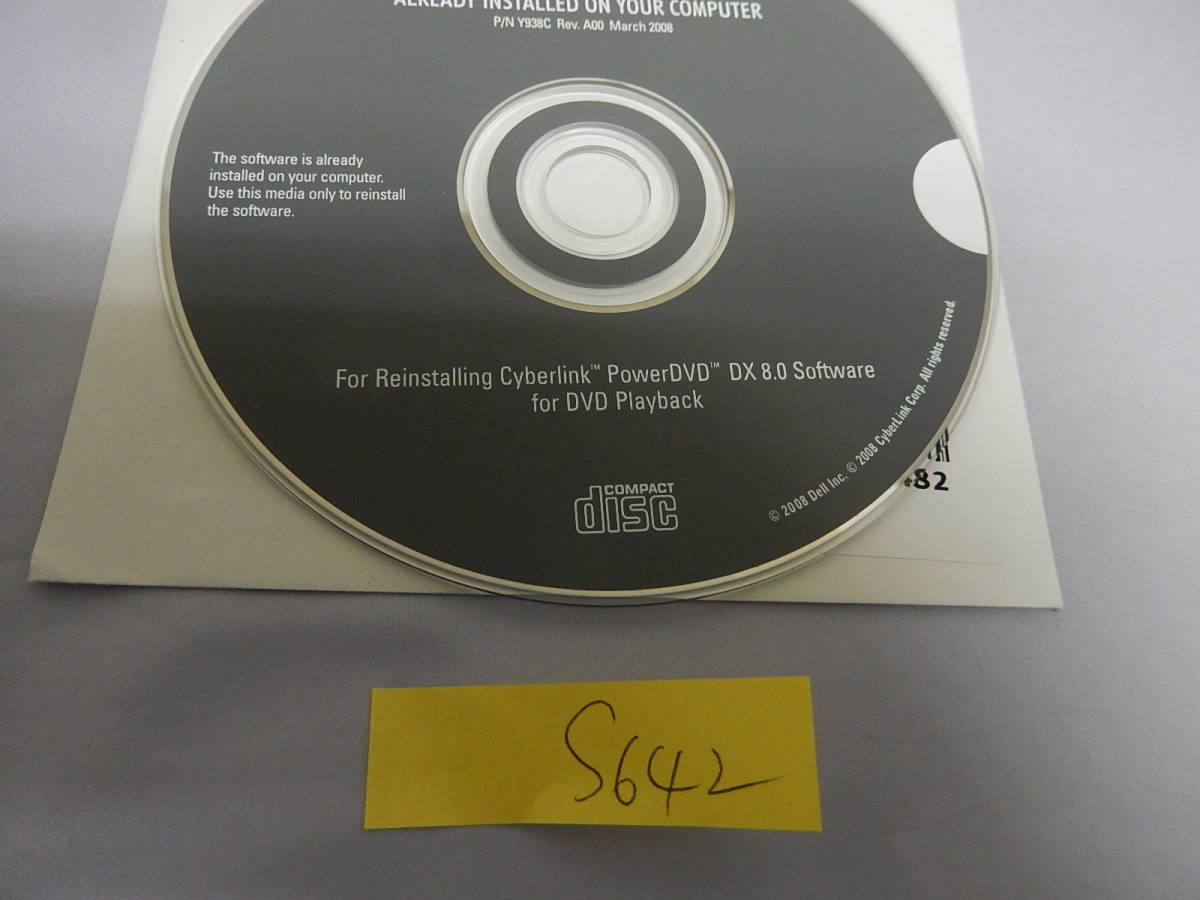 ALREADY INSTALLED ON YOUR COMPUTER
P/N Y938C Rev. A00 March 2008
The software is already
installed on your computer.
Use this media only to reinstall
the software.
For Reinstalling Cyberlink™ PowerDVD™ DX 8.0 Software
for DVD Playback
COMPACT
disc
© 2008 Dell Inc. © 2008 CyberLink Corp. All rights reserved.
82
S642